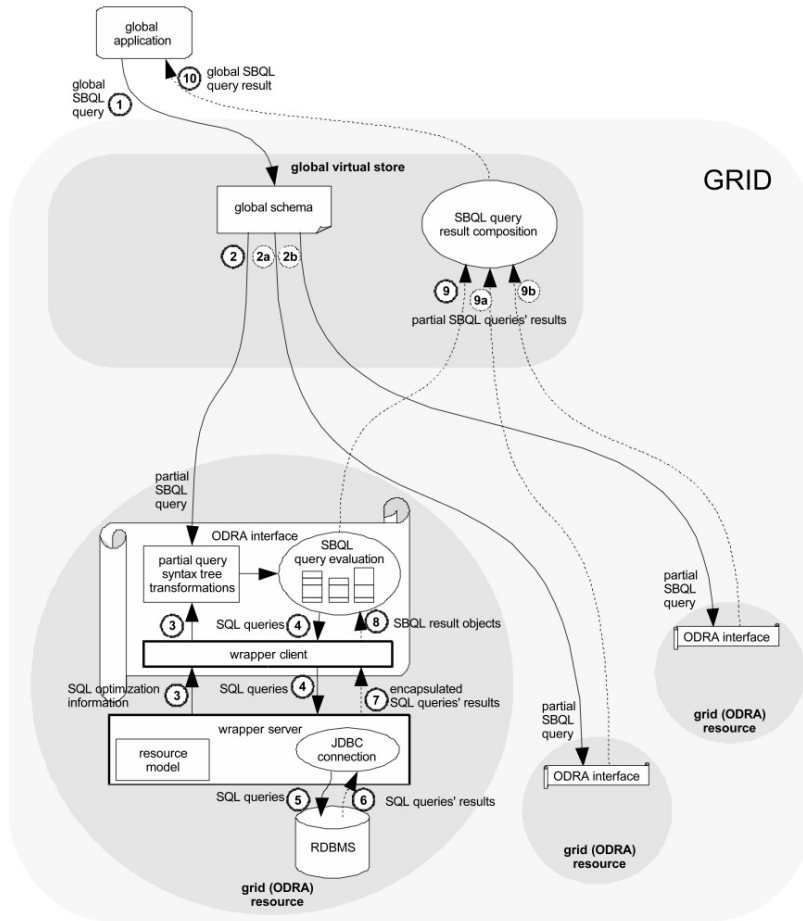 global
application
10
global SBQL
query result
global
SBQL
query
1
GRID
global virtual store
global schema
SBQL query
result composition
2
2a
2b
9
9a
9b
partial SBQL queries' results
partial
SBQL
query
ODRA interface
partial query
syntax tree
transformations
SBQL
query evaluation
3
SQL queries
4
8
SBQL result objects
wrapper client
SQL optimization
information
3
SQL queries
4
7
encapsulated
SQL queries' results
wrapper server
resource
model
JDBC
connection
SQL queries
5
6
SQL queries' results
RDBMS
grid (ODRA)
resource
partial
SBQL
query
ODRA interface
grid (ODRA)
resource
partial
SBQL
query
ODRA interface
grid (ODRA)
resource